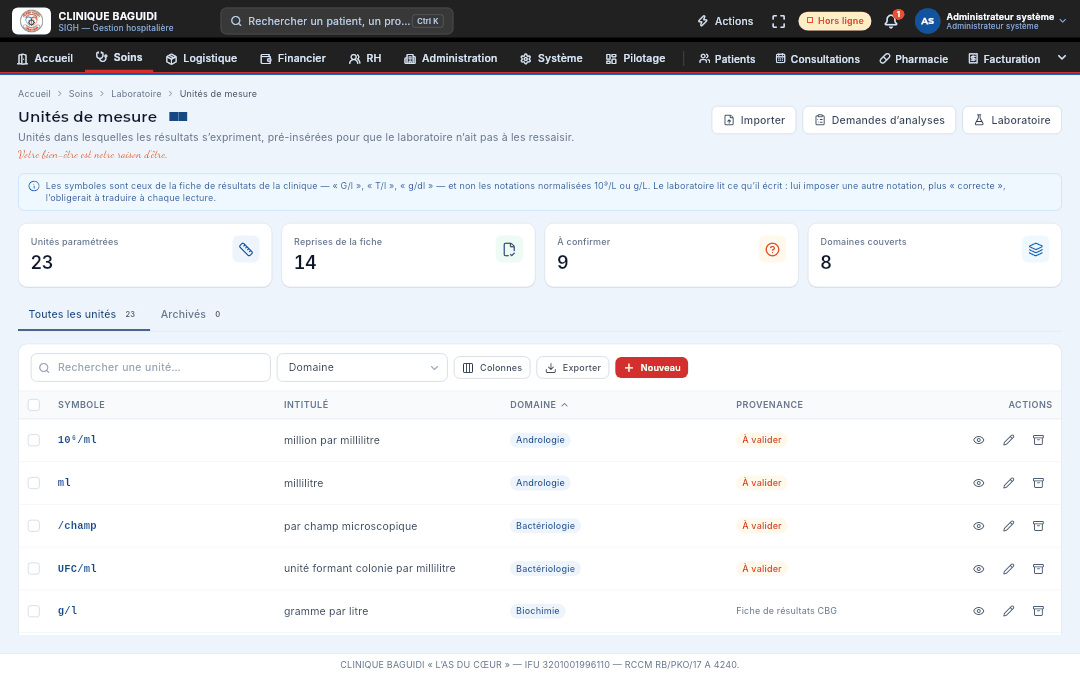 CLINIQUE BAGUIDI
SIGH — Gestion hospitalière
Rechercher un patient, un pro... Ctrl K
Actions
Hors ligne
1
AS
Administrateur système
Administrateur système
Accueil Soins Logistique Financier RH Administration Système Pilotage Patients Consultations Pharmacie Facturation
Accueil > Soins > Laboratoire > Unités de mesure
Unités de mesure
Importer Demandes d'analyses Laboratoire
Unités dans lesquelles les résultats s'expriment, pré-insérées pour que le laboratoire n'ait pas à les ressaisir.
Votre bien-être est notre raison d'être.
Les symboles sont ceux de la fiche de résultats de la clinique — « G/l », « T/l », « g/dl » — et non les notations normalisées 10⁹/L ou g/L. Le laboratoire lit ce qu'il écrit : lui imposer une autre notation, plus « correcte »,
l'obligerait à traduire à chaque lecture.
Unités paramétrées
23
Reprises de la fiche
14
À confirmer
9
Domaines couverts
8
Toutes les unités 23 Archivés 0
Rechercher une unité... Domaine Colonnes Exporter + Nouveau
SYMBOLE INTITULÉ DOMAINE PROVENANCE ACTIONS
10⁶/ml million par millilitre Andrologie À valider
ml millilitre Andrologie À valider
/champ par champ microscopique Bactériologie À valider
UFC/ml unité formant colonie par millilitre Bactériologie À valider
g/l gramme par litre Biochimie Fiche de résultats CBG
CLINIQUE BAGUIDI « L'AS DU CŒUR » — IFU 3201001996110 — RCCM RB/PKO/17 A 4240.